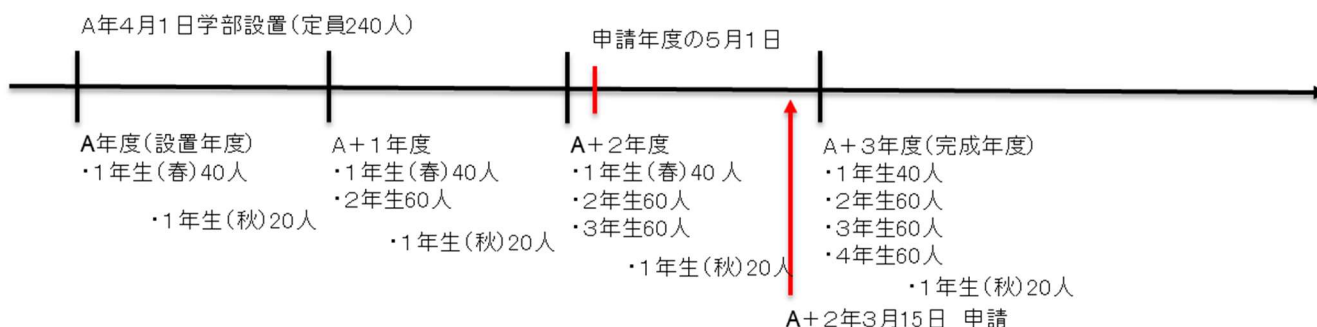 A年4月1日学部設置(定員240人)
申請年度の5月1日
A年度(設置年度)
・1年生(春)40人
・1年生(秋)20人
A+1年度
・1年生(春)40人
・2年生60人
・1年生(秋)20人
A+2年度
・1年生(春)40人
・2年生60人
・3年生60人
・1年生(秋)20人
A+3年度(完成年度)
・1年生40人
・2年生60人
・3年生60人
・4年生60人
・1年生(秋)20人
A+2年3月15日 申請